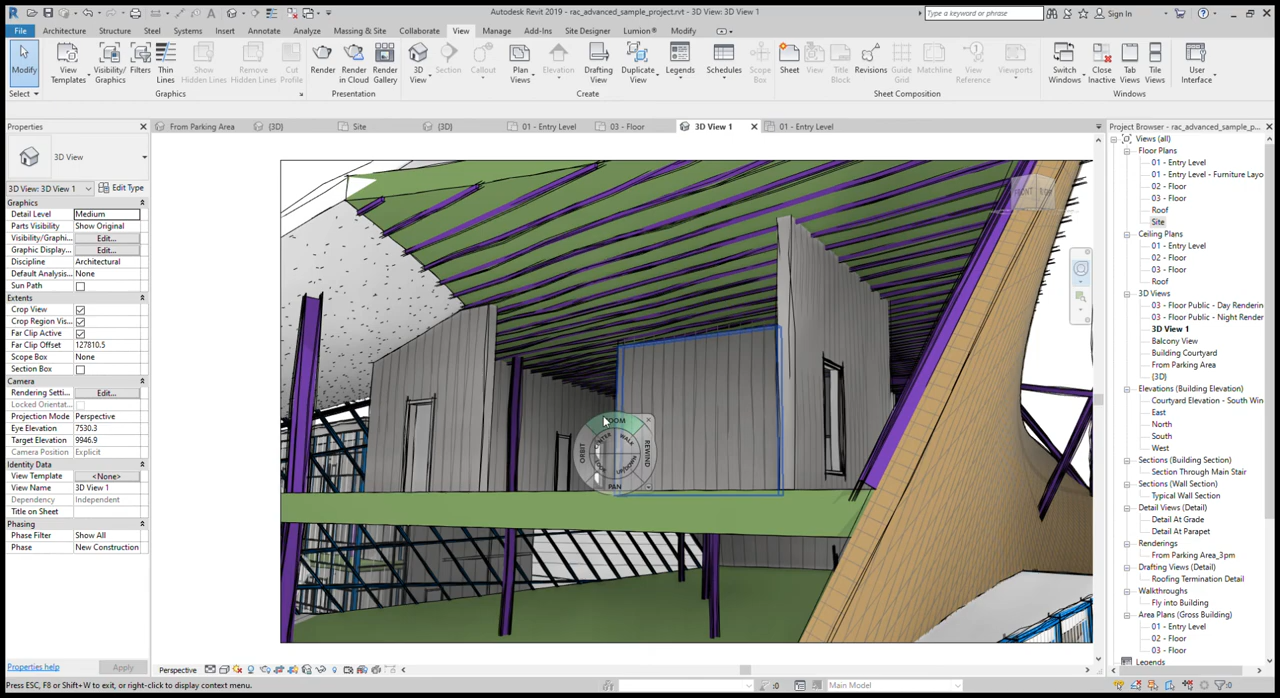 Autodesk Revit 2019 - rac_advanced_sample_project.rvt - 3D View: 3D View 1
Type a keyword or phrase
Sign In
File Architecture Structure Steel Systems Insert Annotate Analyze Massing & Site Collaborate View Manage Add-Ins Site Designer Lumion® Modify
Modify
View Templates
Visibility/ Graphics
Filters
Thin Lines
Show Hidden Lines
Remove Hidden Lines
Cut Profile
Render
Render in Cloud
Render Gallery
3D View
Section
Callout
Plan Views
Elevation
Drafting View
Duplicate View
Legends
Schedules
Scope Box
Sheet
View
Title Block
Revisions
Guide Grid
Matchline
View Reference
Viewports
Switch Windows
Close Inactive
Tab Views
Tile Views
User Interface
Select Graphics Presentation Create Sheet Composition Windows
Properties
From Parking Area {3D} Site {3D} 01 - Entry Level 03 - Floor 3D View 1 01 - Entry Level
Project Browser - rac_advanced_sample_p...
3D View
3D View: 3D View 1 Edit Type
Graphics
Detail Level Medium
Parts Visibility Show Original
Visibility/Graphi... Edit...
Graphic Display... Edit...
Discipline Architectural
Default Analysis... None
Sun Path
Extents
Crop View
Crop Region Vis...
Far Clip Active
Far Clip Offset 127810.5
Scope Box None
Section Box
Camera
Rendering Setti... Edit...
Locked Orientat...
Projection Mode Perspective
Eye Elevation 7530.3
Target Elevation 9946.9
Camera Position Explicit
Identity Data
View Template <None>
View Name 3D View 1
Dependency Independent
Title on Sheet
Phasing
Phase Filter Show All
Phase New Construction
Properties help Apply
ZOOM
ORBIT
CENTER
WALK
REWIND
UP/DOWN
PAN
Views (all)
Floor Plans
01 - Entry Level
01 - Entry Level - Furniture Layo
02 - Floor
03 - Floor
Roof
Site
Ceiling Plans
01 - Entry Level
02 - Floor
03 - Floor
Roof
3D Views
03 - Floor Public - Day Renderin
03 - Floor Public - Night Render
3D View 1
Balcony View
Building Courtyard
From Parking Area
{3D}
Elevations (Building Elevation)
Courtyard Elevation - South Win
East
North
South
West
Sections (Building Section)
Section Through Main Stair
Sections (Wall Section)
Typical Wall Section
Detail Views (Detail)
Detail At Grade
Detail At Parapet
Renderings
From Parking Area_3pm
Drafting Views (Detail)
Roofing Termination Detail
Walkthroughs
Fly into Building
Area Plans (Gross Building)
01 - Entry Level
02 - Floor
03 - Floor
Legends
Perspective
Press ESC, F8 or Shift+W to exit, or right-click to display context menu.
:0
Main Model
:0